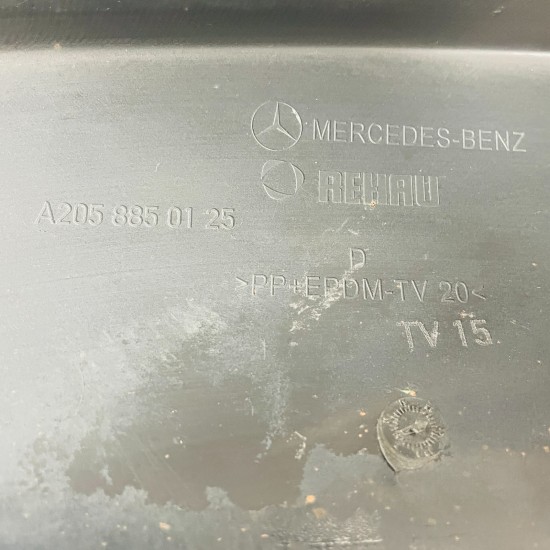 MERCEDES-BENZ
REHAU
A205 885 01 25
D
>PP+EPDM-TV 20<
TV 15